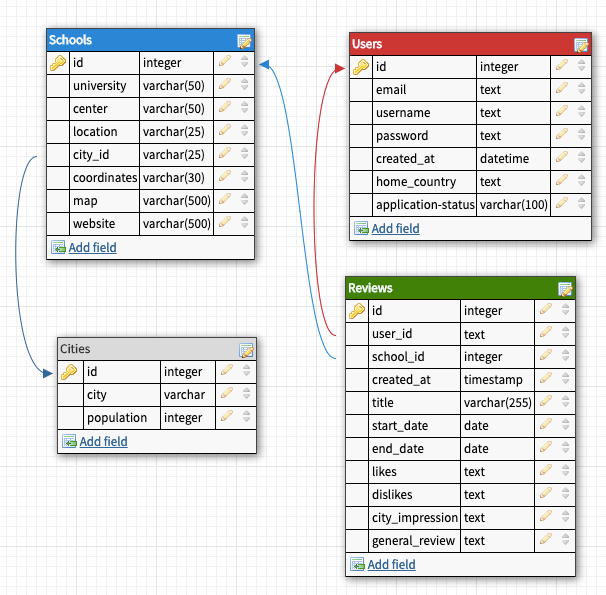 Schools
id integer
university varchar(50)
center varchar(50)
location varchar(25)
city_id varchar(25)
coordinates varchar(30)
map varchar(500)
website varchar(500)
Add field
Users
id integer
email text
username text
password text
created_at datetime
home_country text
application-status varchar(100)
Add field
Cities
id integer
city varchar
population integer
Add field
Reviews
id integer
user_id text
school_id integer
created_at timestamp
title varchar(255)
start_date date
end_date date
likes text
dislikes text
city_impression text
general_review text
Add field